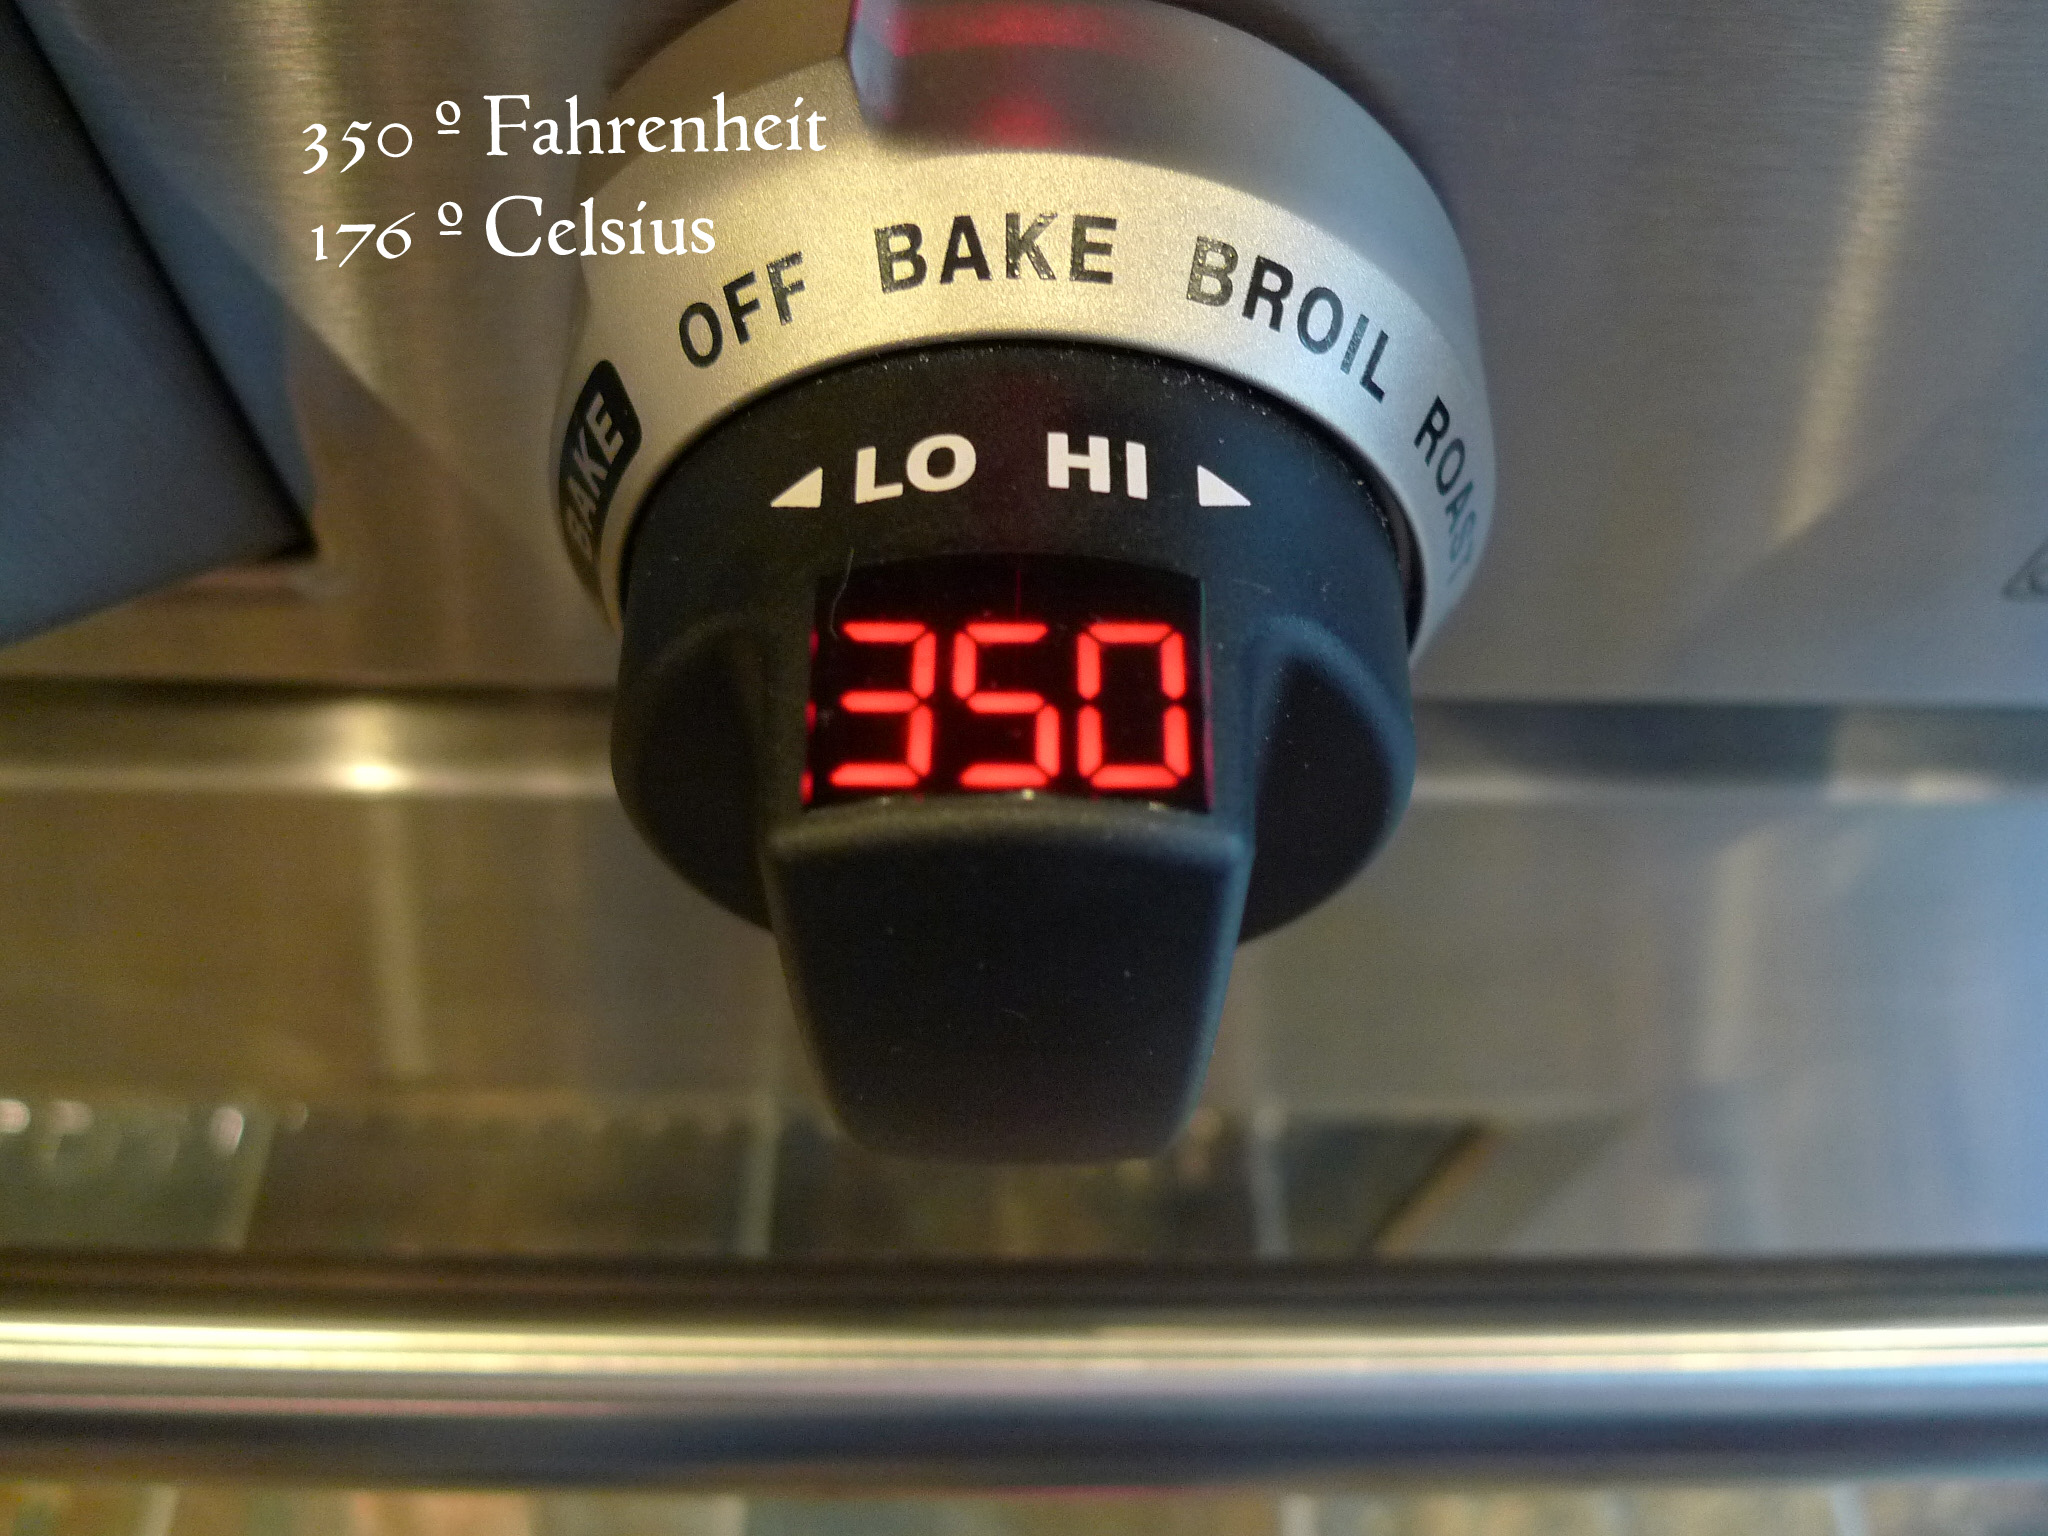 350 º Fahrenheit
176 º Celsius
BAKE OFF BAKE BROIL ROAST
LO HI
350